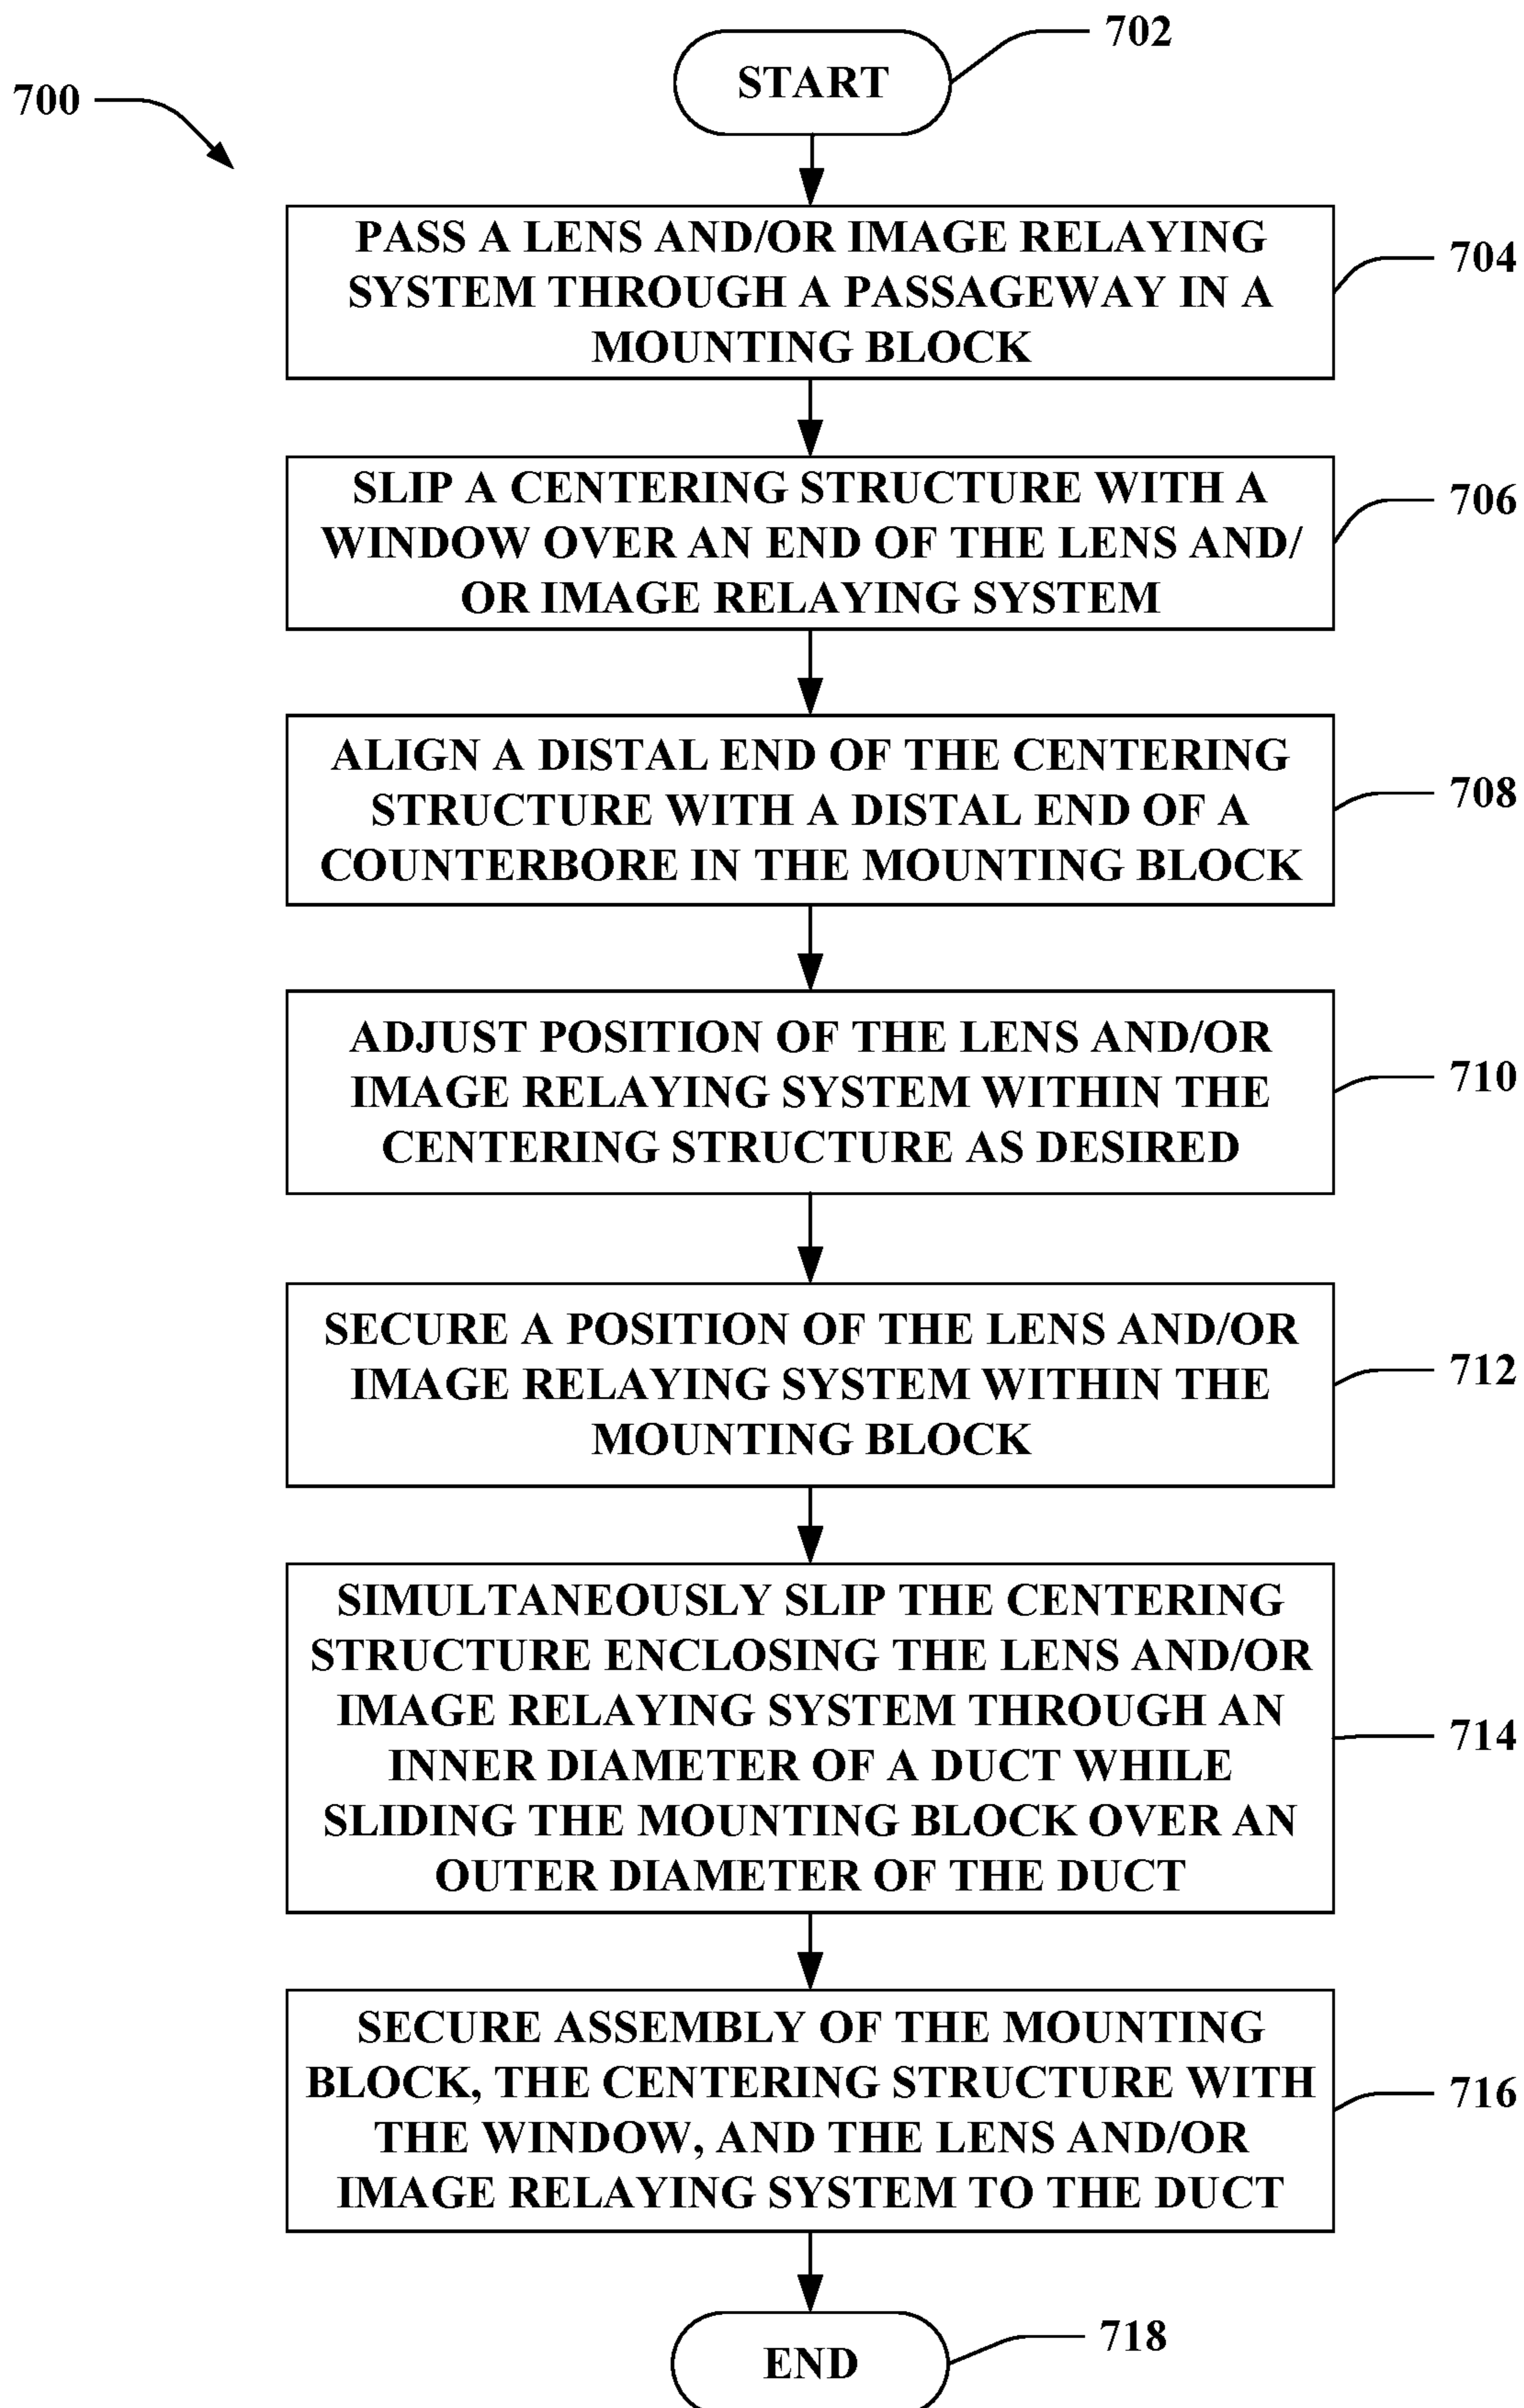 702
START
700
PASS A LENS AND/OR IMAGE RELAYING
SYSTEM THROUGH A PASSAGEWAY IN A
MOUNTING BLOCK
704
SLIP A CENTERING STRUCTURE WITH A
WINDOW OVER AN END OF THE LENS AND/
OR IMAGE RELAYING SYSTEM
706
ALIGN A DISTAL END OF THE CENTERING
STRUCTURE WITH A DISTAL END OF A
COUNTERBORE IN THE MOUNTING BLOCK
708
ADJUST POSITION OF THE LENS AND/OR
IMAGE RELAYING SYSTEM WITHIN THE
CENTERING STRUCTURE AS DESIRED
710
SECURE A POSITION OF THE LENS AND/OR
IMAGE RELAYING SYSTEM WITHIN THE
MOUNTING BLOCK
712
SIMULTANEOUSLY SLIP THE CENTERING
STRUCTURE ENCLOSING THE LENS AND/OR
IMAGE RELAYING SYSTEM THROUGH AN
INNER DIAMETER OF A DUCT WHILE
SLIDING THE MOUNTING BLOCK OVER AN
OUTER DIAMETER OF THE DUCT
714
SECURE ASSEMBLY OF THE MOUNTING
BLOCK, THE CENTERING STRUCTURE WITH
THE WINDOW, AND THE LENS AND/OR
IMAGE RELAYING SYSTEM TO THE DUCT
716
END
718